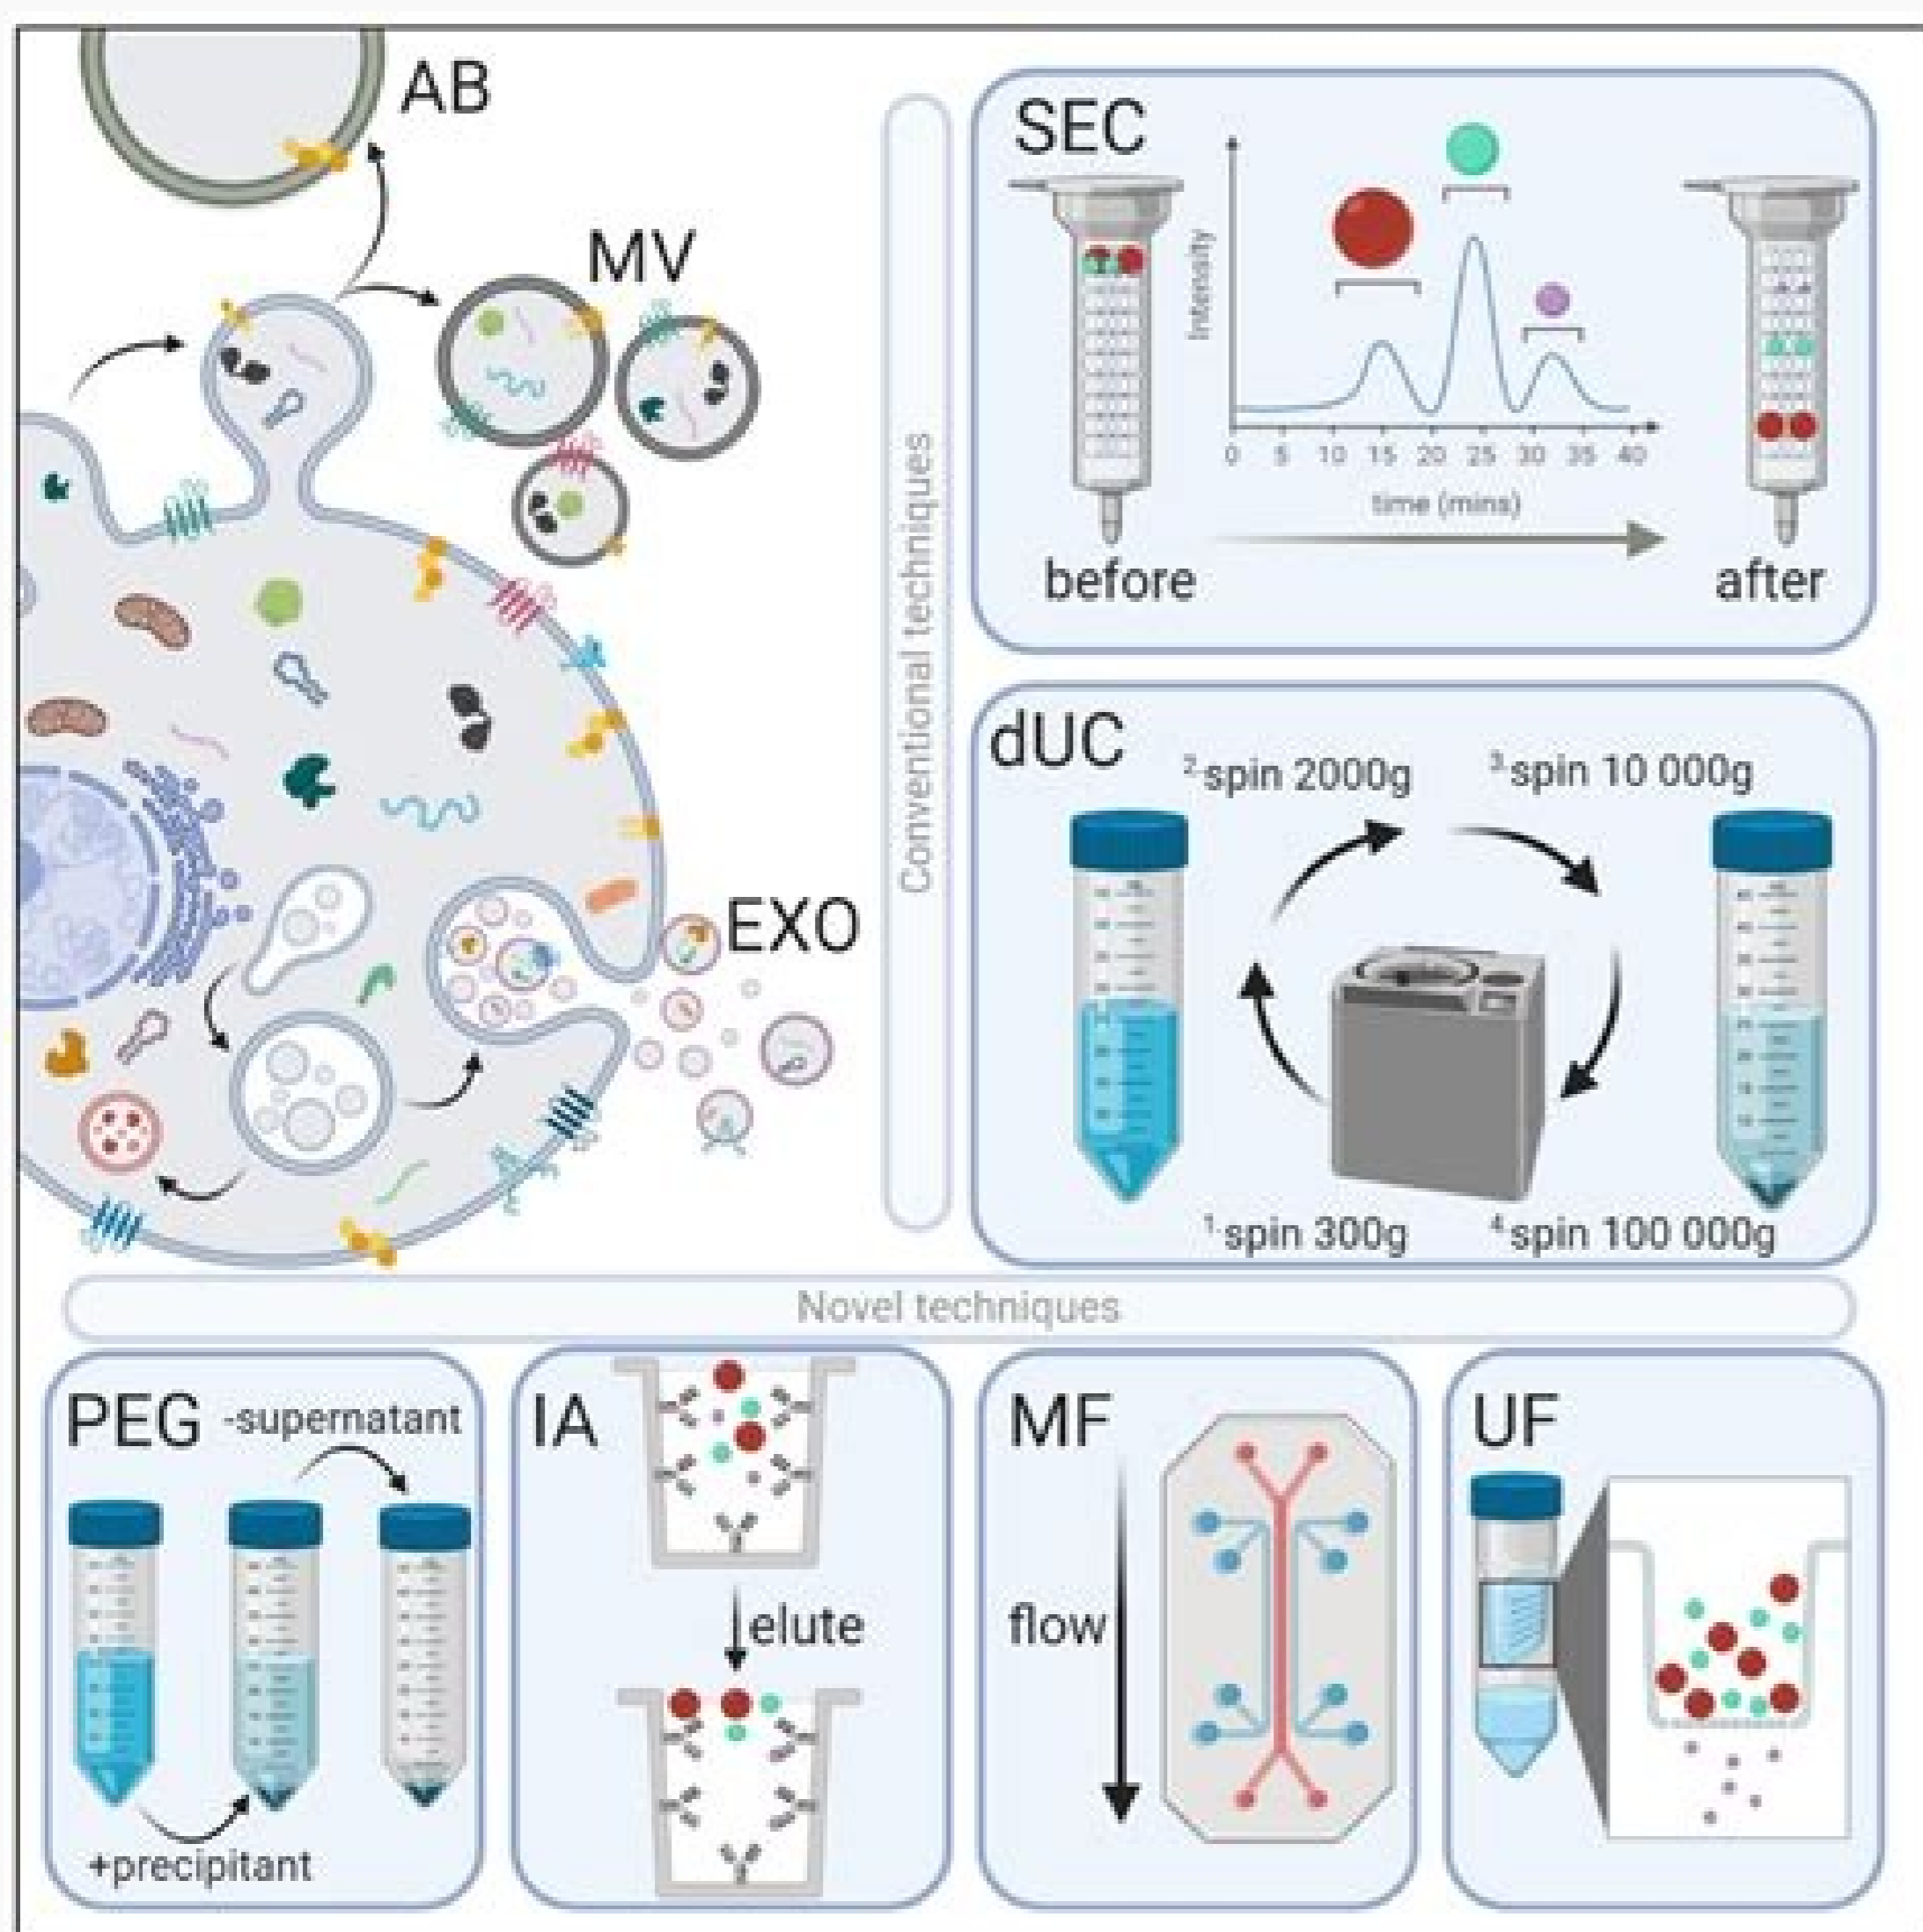 AB
MV
EXO
Conventional techniques
SEC
Intensity
0 5 10 15 20 25 30 35 40
time (mins)
before
after
dUC
2.spin 2000g
3.spin 10 000g
1.spin 300g
4.spin 100 000g
Novel techniques
PEG
-supernatant
+precipitant
IA
elute
MF
flow
UF